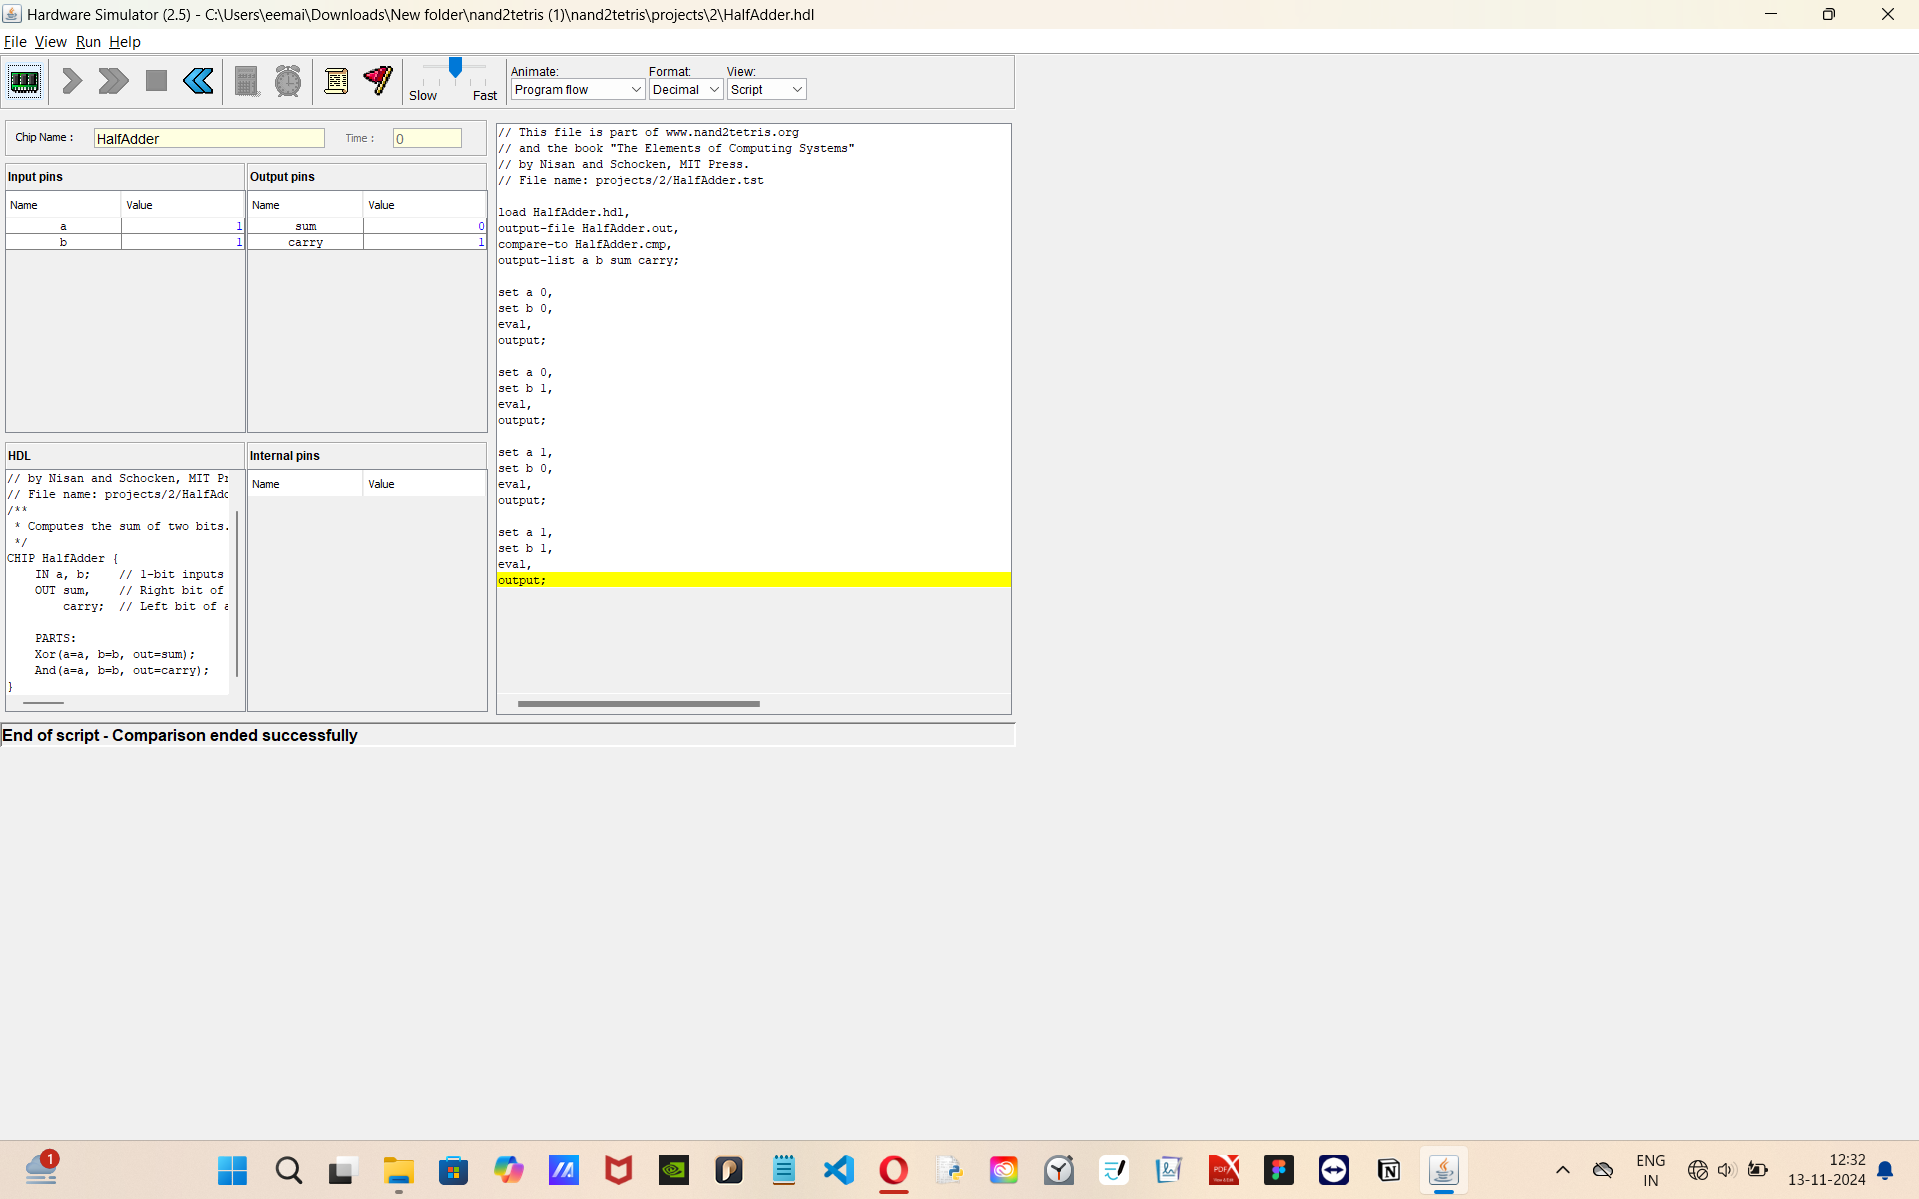 Hardware Simulator (2.5) - C:\Users\eemai\Downloads\New folder\nand2tetris (1)\nand2tetris\projects\2\HalfAdder.hdl
File View Run Help
Slow Fast
Animate: Format: View:
Program flow Decimal Script
Chip Name : HalfAdder Time : 0
Input pins
Name Value
a 1
b 1
Output pins
Name Value
sum 0
carry 1
HDL
// by Nisan and Schocken, MIT Pr
// File name: projects/2/HalfAdd
/**
* Computes the sum of two bits.
*/
CHIP HalfAdder {
IN a, b; // 1-bit inputs
OUT sum, // Right bit of
carry; // Left bit of a
PARTS:
Xor(a=a, b=b, out=sum);
And(a=a, b=b, out=carry);
}
Internal pins
Name Value
// This file is part of www.nand2tetris.org
// and the book "The Elements of Computing Systems"
// by Nisan and Schocken, MIT Press.
// File name: projects/2/HalfAdder.tst
load HalfAdder.hdl,
output-file HalfAdder.out,
compare-to HalfAdder.cmp,
output-list a b sum carry;
set a 0,
set b 0,
eval,
output;
set a 0,
set b 1,
eval,
output;
set a 1,
set b 0,
eval,
output;
set a 1,
set b 1,
eval,
output;
End of script - Comparison ended successfully
1
PDF
ENG
IN
12:32
13-11-2024